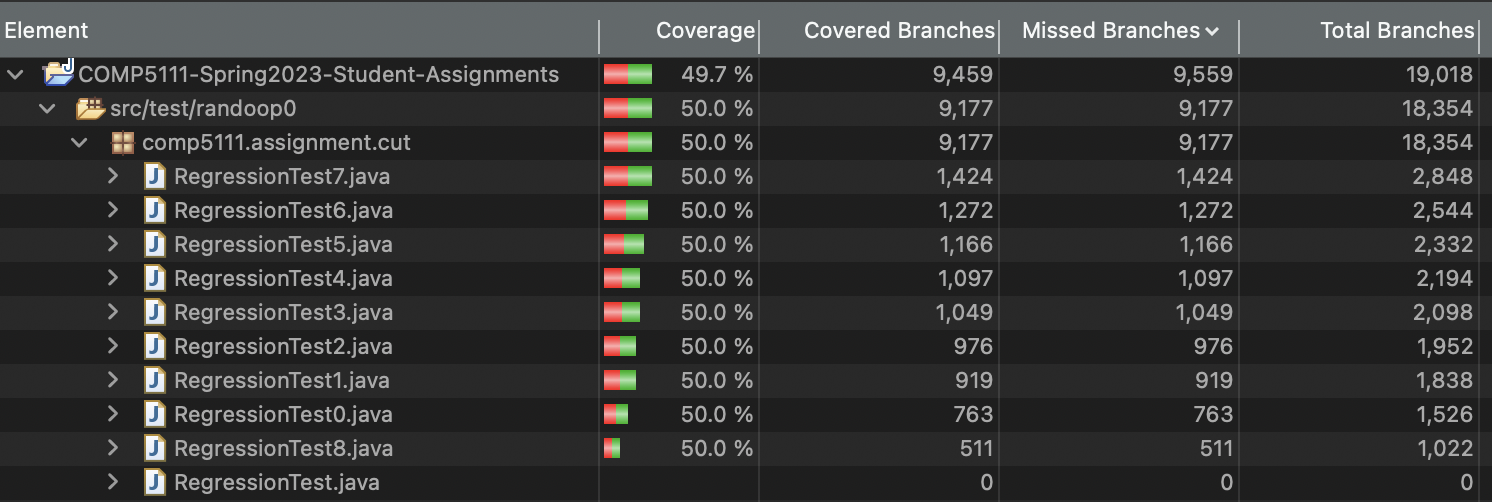 Element Coverage Covered Branches Missed Branches Total Branches
COMP5111-Spring2023-Student-Assignments 49.7 % 9,459 9,559 19,018
src/test/randoop0 50.0 % 9,177 9,177 18,354
comp5111.assignment.cut 50.0 % 9,177 9,177 18,354
RegressionTest7.java 50.0 % 1,424 1,424 2,848
RegressionTest6.java 50.0 % 1,272 1,272 2,544
RegressionTest5.java 50.0 % 1,166 1,166 2,332
RegressionTest4.java 50.0 % 1,097 1,097 2,194
RegressionTest3.java 50.0 % 1,049 1,049 2,098
RegressionTest2.java 50.0 % 976 976 1,952
RegressionTest1.java 50.0 % 919 919 1,838
RegressionTest0.java 50.0 % 763 763 1,526
RegressionTest8.java 50.0 % 511 511 1,022
RegressionTest.java 0 0 0